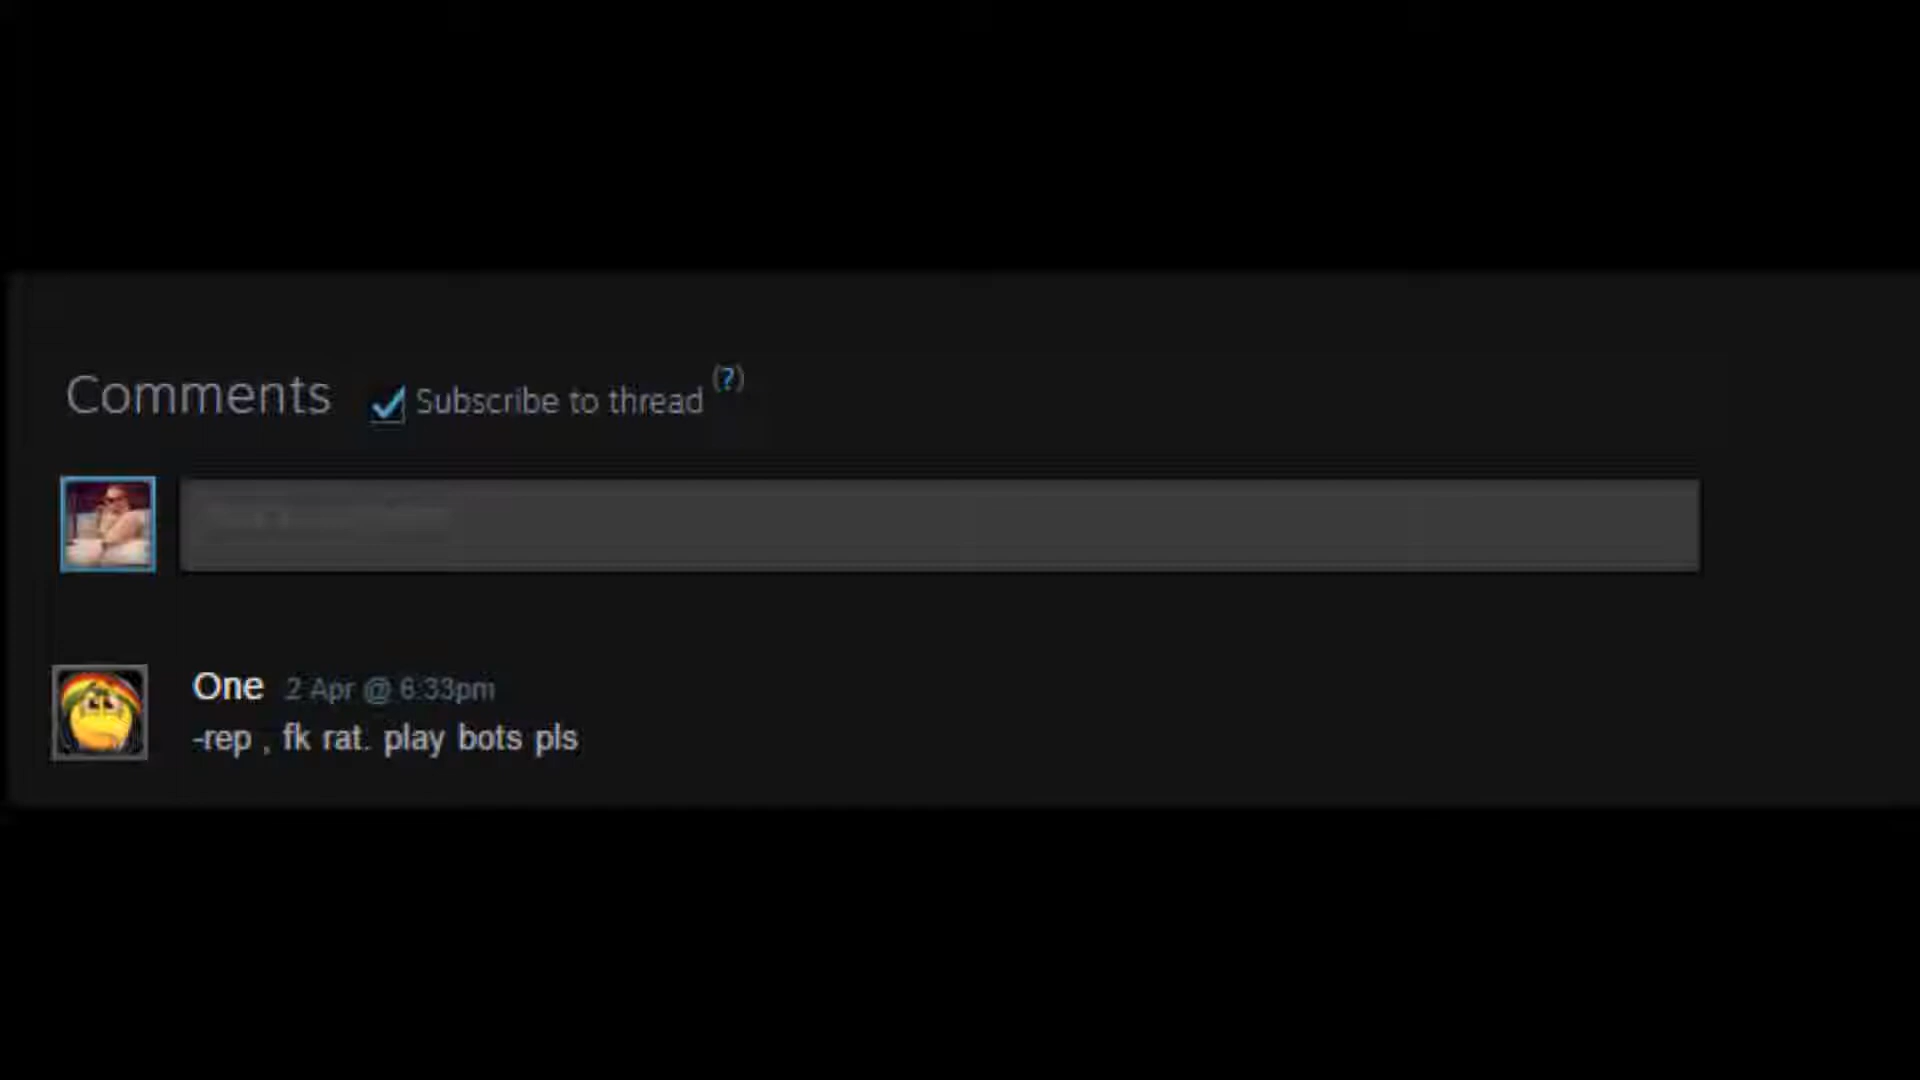 Comments Subscribe to thread (?)
One 2 Apr @ 6:33pm
-rep , fk rat. play bots pls